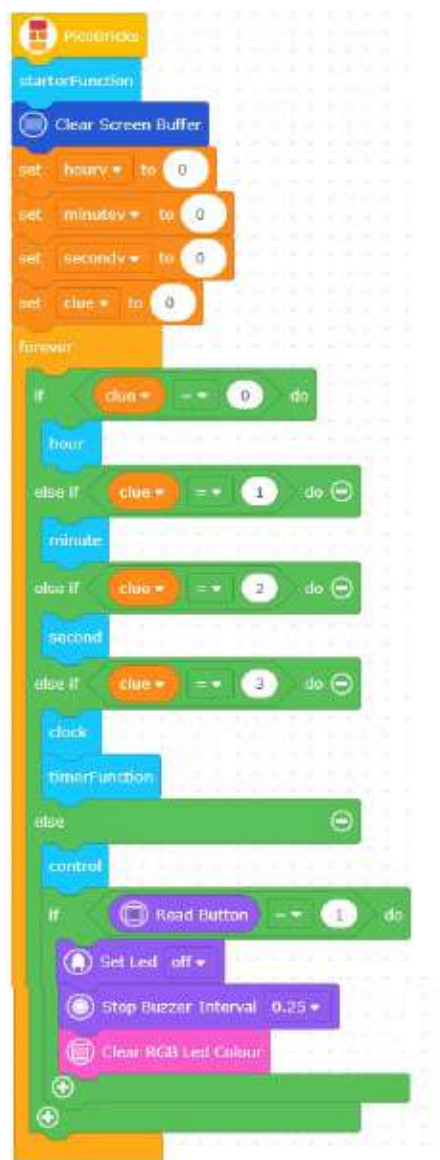 PicoBricks
startorFunction
Clear Screen Buffer
set hourv to 0
set minutev to 0
set secondv to 0
set clue to 0
forever
if clue = 0 do
hour
else if clue = 1 do
minute
else if clue = 2 do
second
else if clue = 3 do
clock
timerFunction
else
control
if Read Button = 1 do
Set Led off
Stop Buzzer Interval 0.25
Clear RGB Led Colour